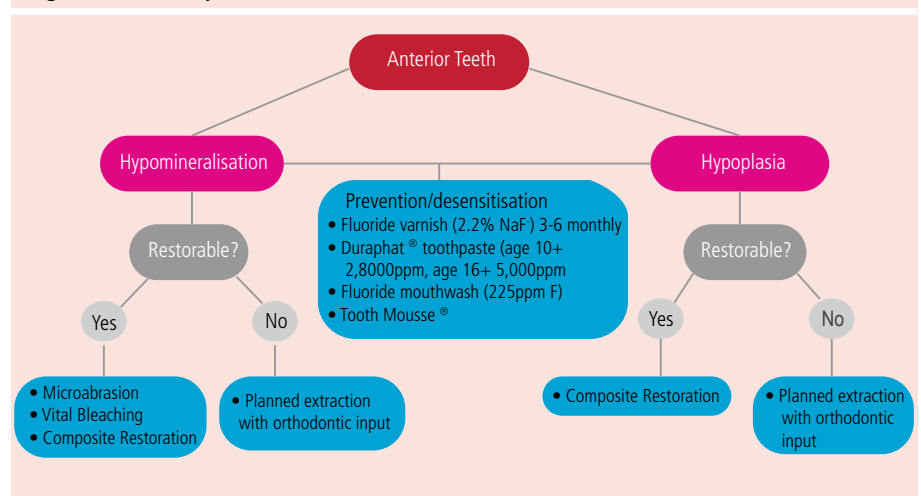 Anterior Teeth
Hypomineralisation
Hypoplasia
Prevention/desensitisation
• Fluoride varnish (2.2% NaF⁻) 3-6 monthly
• Duraphat ® toothpaste (age 10+
2,8000ppm, age 16+ 5,000ppm
• Fluoride mouthwash (225ppm F)
• Tooth Mousse ®
Restorable?
Restorable?
Yes
No
Yes
No
• Microabrasion
• Vital Bleaching
• Composite Restoration
• Planned extraction
with orthodontic input
• Composite Restoration
• Planned extraction
with orthodontic
input